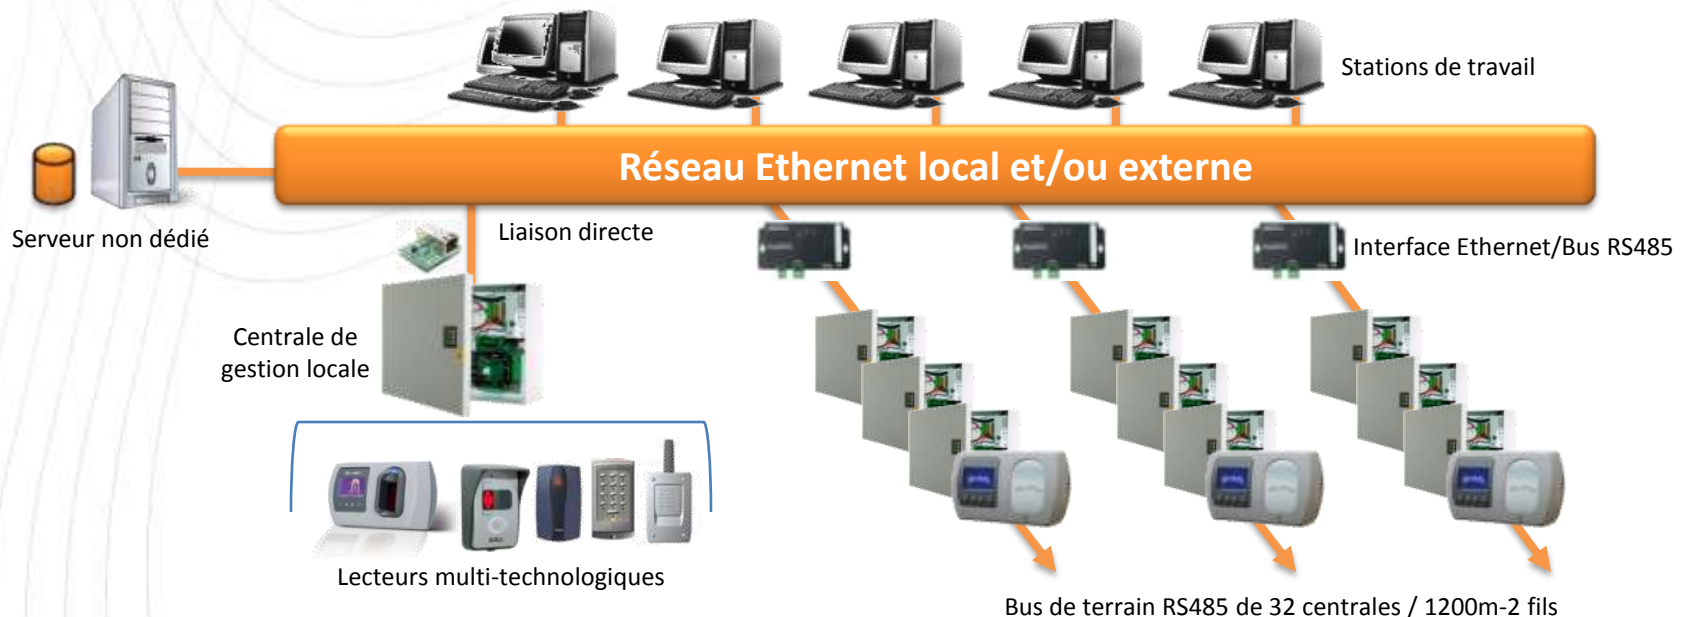 Stations de travail
Réseau Ethernet local et/ou externe
Serveur non dédié
Liaison directe
Interface Ethernet/Bus RS485
Centrale de
gestion locale
Lecteurs multi-technologiques
Bus de terrain RS485 de 32 centrales / 1200m-2 fils